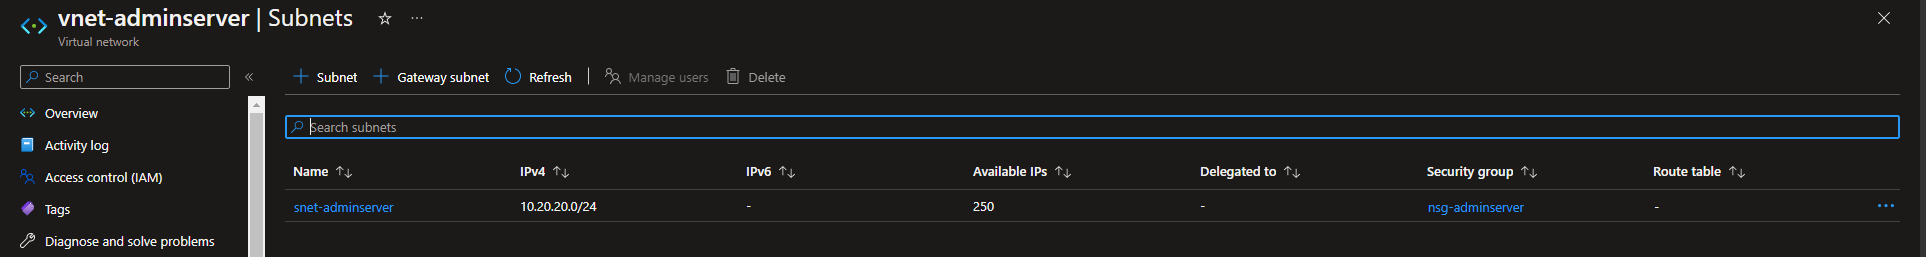 vnet-adminserver | Subnets
Virtual network
Search
Overview
Activity log
Access control (IAM)
Tags
Diagnose and solve problems
Subnet Gateway subnet Refresh Manage users Delete
Search subnets
Name IPv4 IPv6 Available IPs Delegated to Security group Route table
snet-adminserver 10.20.20.0/24 - 250 - nsg-adminserver -